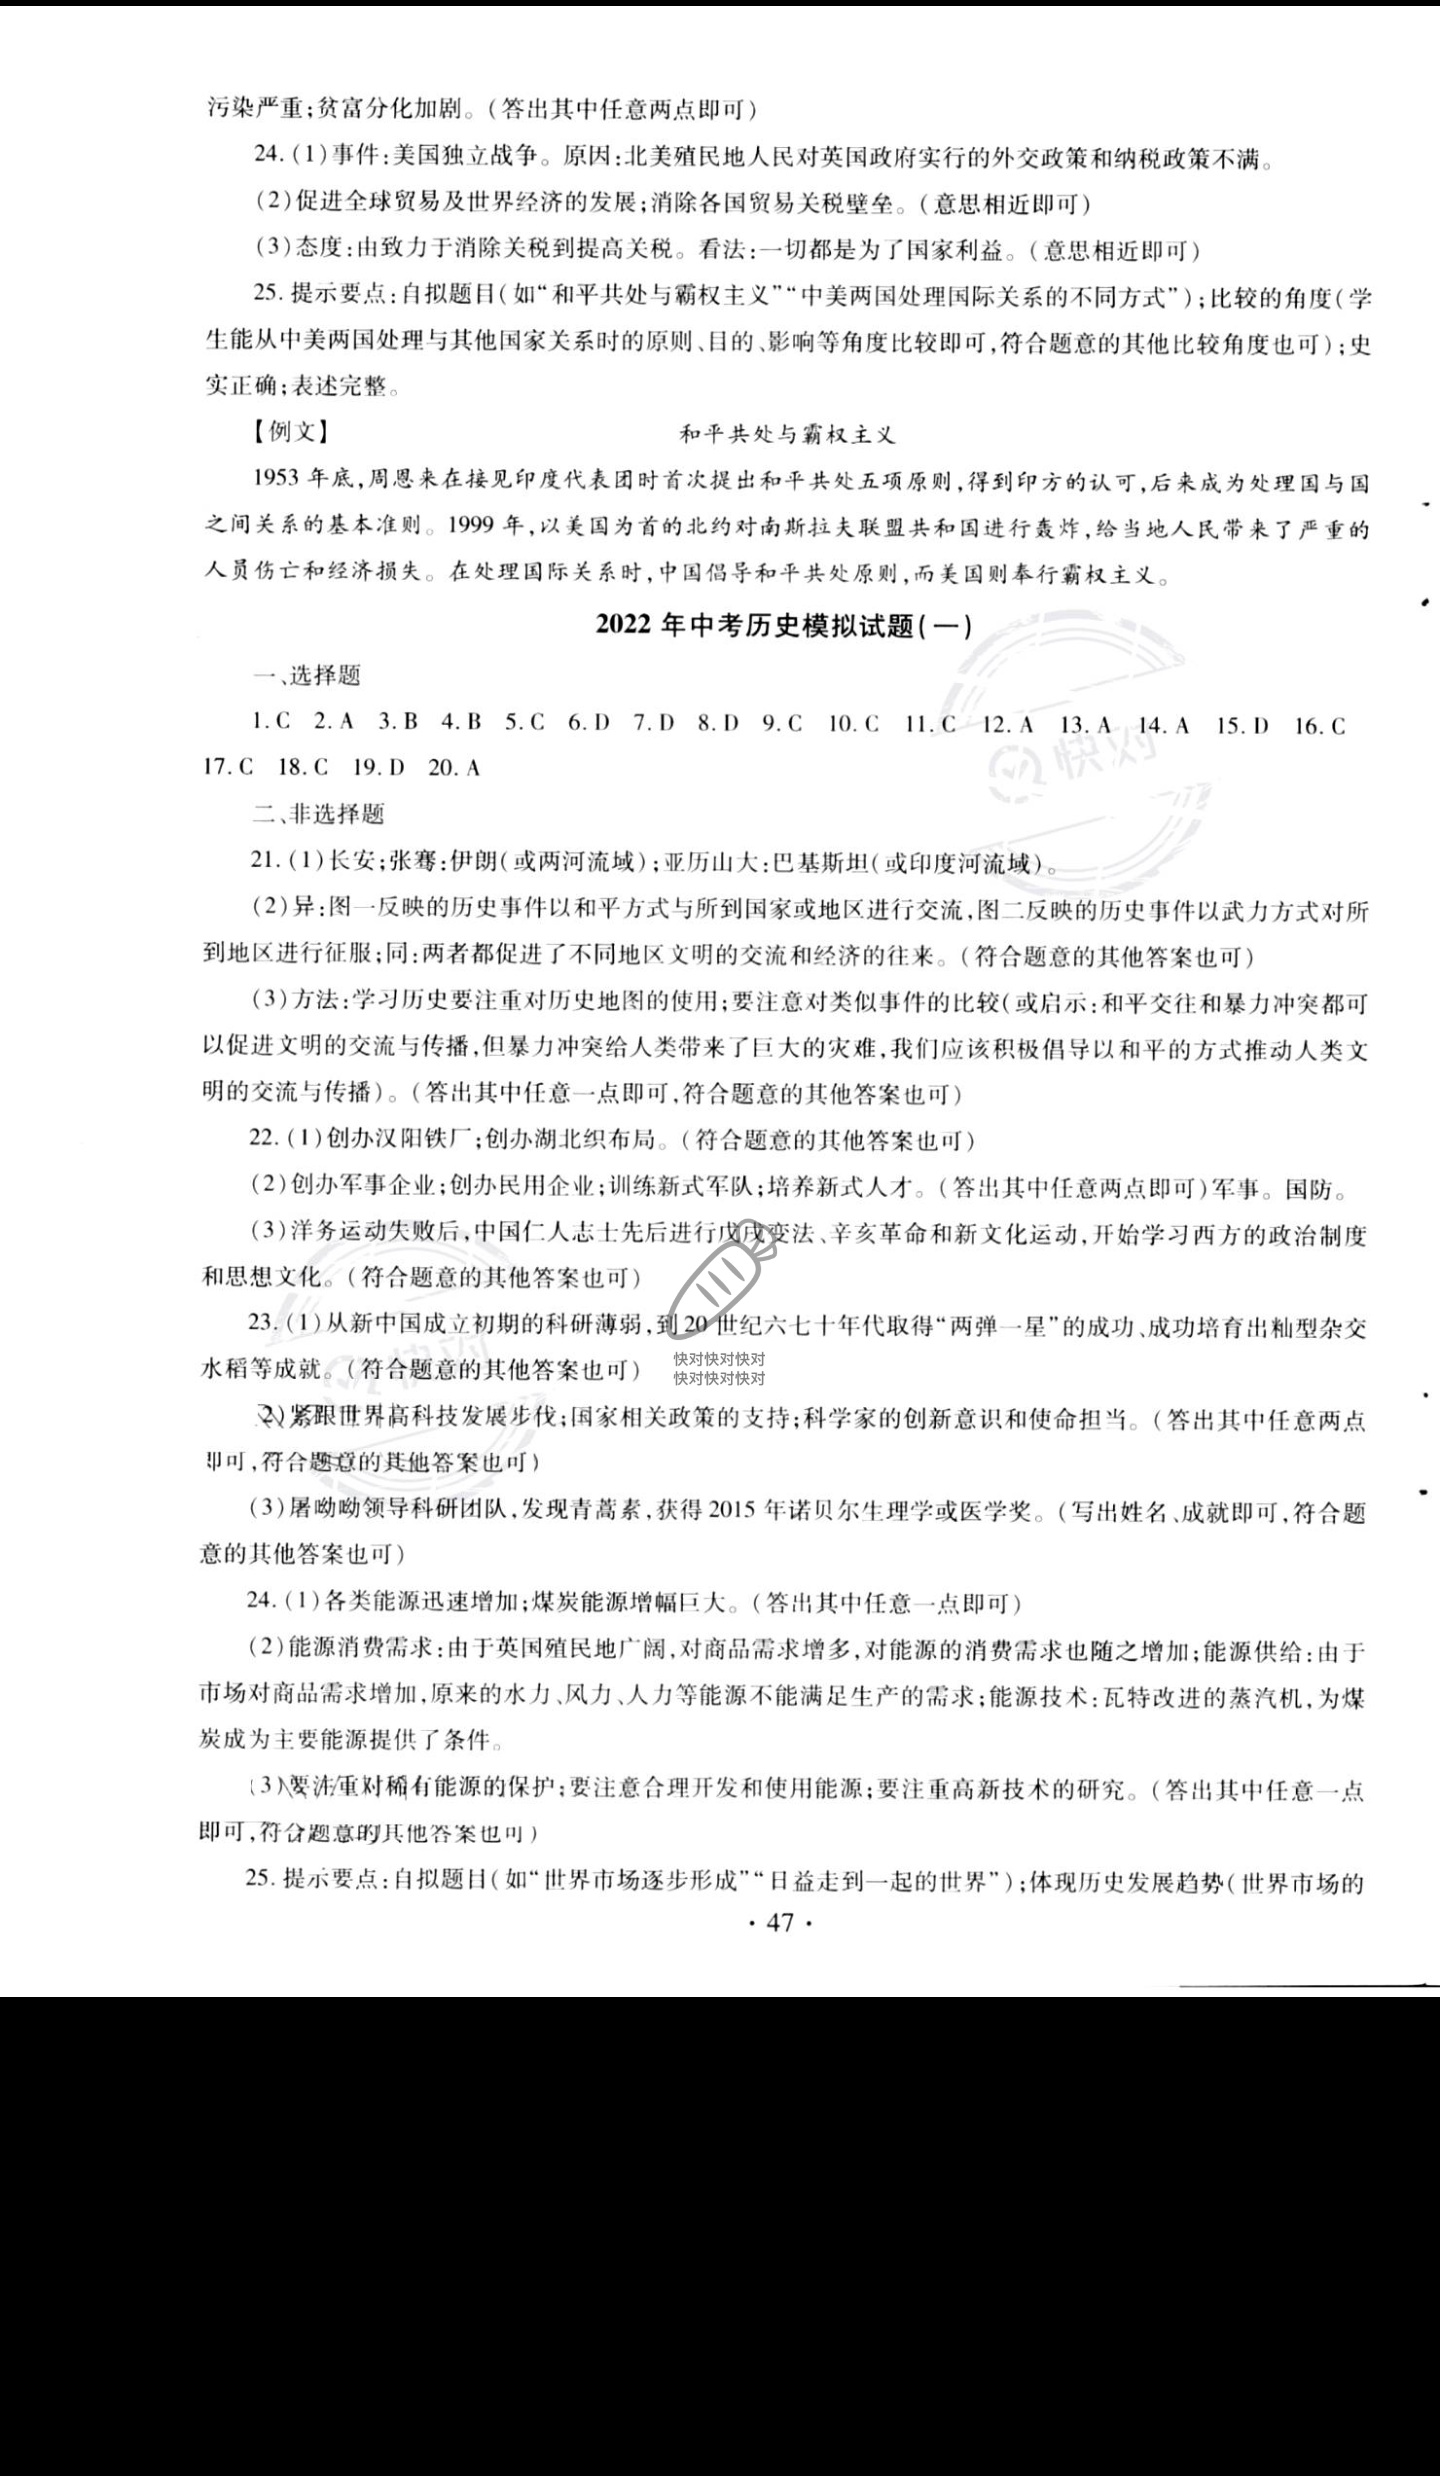 污染严重;贫富分化加剧。(答出其中任意两点即可)
24.(1)事件:美国独立战争。原因:北美殖民地人民对英国政府实行的外交政策和纳税政策不满。
(2)促进全球贸易及世界经济的发展;消除各国贸易关税壁垒。(意思相近即可)
(3)态度:由致力于消除关税到提高关税。看法:一切都是为了国家利益。(意思相近即可)
25. 提示要点:自拟题目(如“和平共处与霸权主义”“中美两国处理国际关系的不同方式”);比较的角度(学
生能从中美两国处理与其他国家关系时的原则、目的、影响等角度比较即可,符合题意的其他比较角度也可);史
实正确;表述完整。
【例文】 和平共处与霸权主义
1953 年底,周恩来在接见印度代表团时首次提出和平共处五项原则,得到印方的认可,后来成为处理国与国
之间关系的基本准则。1999 年,以美国为首的北约对南斯拉夫联盟共和国进行轰炸,给当地人民带来了严重的
人员伤亡和经济损失。在处理国际关系时,中国倡导和平共处原则,而美国则奉行霸权主义。
2022 年中考历史模拟试题(一)
一、选择题
1. C 2. A 3. B 4. B 5. C 6. D 7. D 8. D 9. C 10. C 11. C 12. A 13. A 14. A 15. D 16. C
17. C 18. C 19. D 20. A
二、非选择题
21.(1)长安;张骞:伊朗(或两河流域);亚历山大:巴基斯坦(或印度河流域)。
(2)异:图一反映的历史事件以和平方式与所到国家或地区进行交流,图二反映的历史事件以武力方式对所
到地区进行征服;同:两者都促进了不同地区文明的交流和经济的往来。(符合题意的其他答案也可)
(3)方法:学习历史要注重对历史地图的使用;要注意对类似事件的比较(或启示:和平交往和暴力冲突都可
以促进文明的交流与传播,但暴力冲突给人类带来了巨大的灾难,我们应该积极倡导以和平的方式推动人类文
明的交流与传播)。(答出其中任意一点即可,符合题意的其他答案也可)
22.(1)创办汉阳铁厂;创办湖北织布局。(符合题意的其他答案也可)
(2)创办军事企业;创办民用企业;训练新式军队;培养新式人才。(答出其中任意两点即可)军事。国防。
(3)洋务运动失败后,中国仁人志士先后进行戊戌变法、辛亥革命和新文化运动,开始学习西方的政治制度
和思想文化。(符合题意的其他答案也可)
23.(1)从新中国成立初期的科研薄弱,到 20 世纪六七十年代取得“两弹一星”的成功、成功培育出籼型杂交
水稻等成就。(符合题意的其他答案也可)
快对快对快对
快对快对快对
2)紧跟世界高科技发展步伐;国家相关政策的支持;科学家的创新意识和使命担当。(答出其中任意两点
即可,符合题意的其他答案也可)
(3)屠呦呦领导科研团队,发现青蒿素,获得 2015 年诺贝尔生理学或医学奖。(写出姓名、成就即可,符合题
意的其他答案也可)
24.(1)各类能源迅速增加;煤炭能源增幅巨大。(答出其中任意一点即可)
(2)能源消费需求:由于英国殖民地广阔,对商品需求增多,对能源的消费需求也随之增加;能源供给:由于
市场对商品需求增加,原来的水力、风力、人力等能源不能满足生产的需求;能源技术:瓦特改进的蒸汽机,为煤
炭成为主要能源提供了条件。
(3)要注重对稀有能源的保护;要注意合理开发和使用能源;要注重高新技术的研究。(答出其中任意一点
即可,符合题意的其他答案也可)
25. 提示要点:自拟题目(如“世界市场逐步形成”“日益走到一起的世界”);体现历史发展趋势(世界市场的
· 47 ·
快对
快对